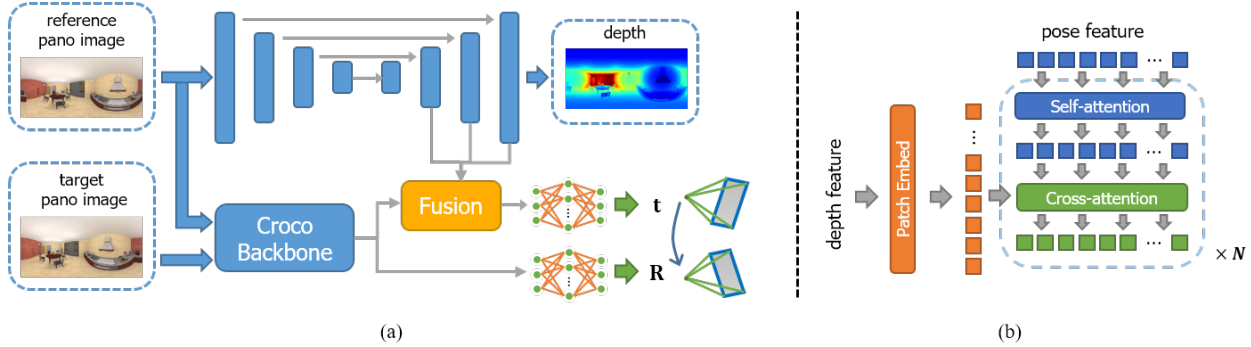 reference
pano image
target
pano image
depth
Croco
Backbone
Fusion
t
R
(a)
pose feature
...
Self-attention
...
Cross-attention
...
× N
depth feature
Patch Embed
...
(b)